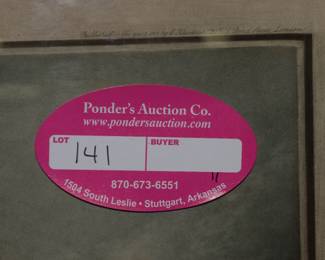 Ponder's Auction Co.
www.pondersauction.com
LOT BUYER
141
870-673-6551
1504 South Leslie • Stuttgart, Arkansas